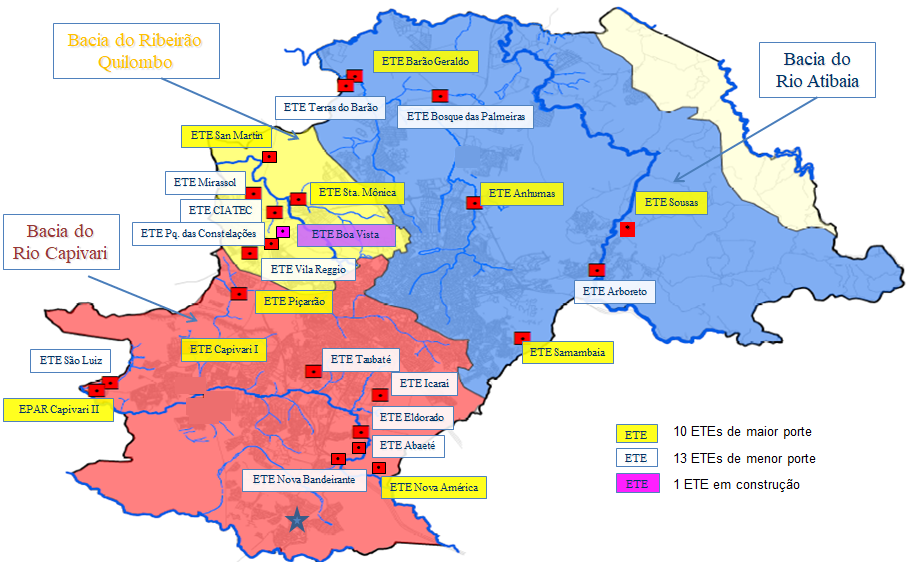 Bacia do Ribeirão
Quilombo
ETE Barão Geraldo
Bacia do
Rio Atibaia
ETE Terras do Barão
ETE Bosque das Palmeiras
ETE San Martin
ETE Mirassol
ETE Sta. Mônica
ETE Anhumas
ETE Sousas
ETE CIATEC
ETE Pq. das Constelações
ETE Boa Vista
Bacia do
Rio Capivari
ETE Vila Reggio
ETE Arboreto
ETE Piçarrão
ETE Capivari I
ETE Samambaia
ETE São Luiz
ETE Taubaté
ETE Icarai
EPAR Capivari II
ETE Eldorado
ETE Abaeté
ETE Nova Bandeirante
ETE Nova América
ETE 10 ETEs de maior porte
ETE 13 ETEs de menor porte
ETE 1 ETE em construção